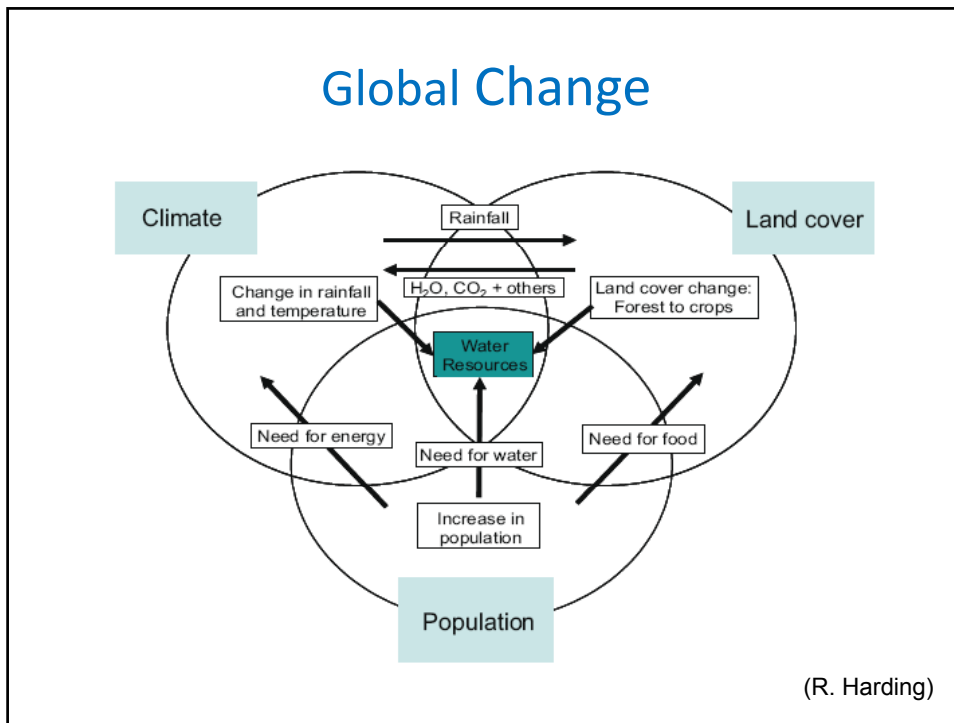 Global Change
Climate
Rainfall
Land cover
H₂O, CO₂ + others
Change in rainfall
and temperature
Land cover change:
Forest to crops
Water
Resources
Need for energy
Need for water
Need for food
Increase in
population
Population
(R. Harding)